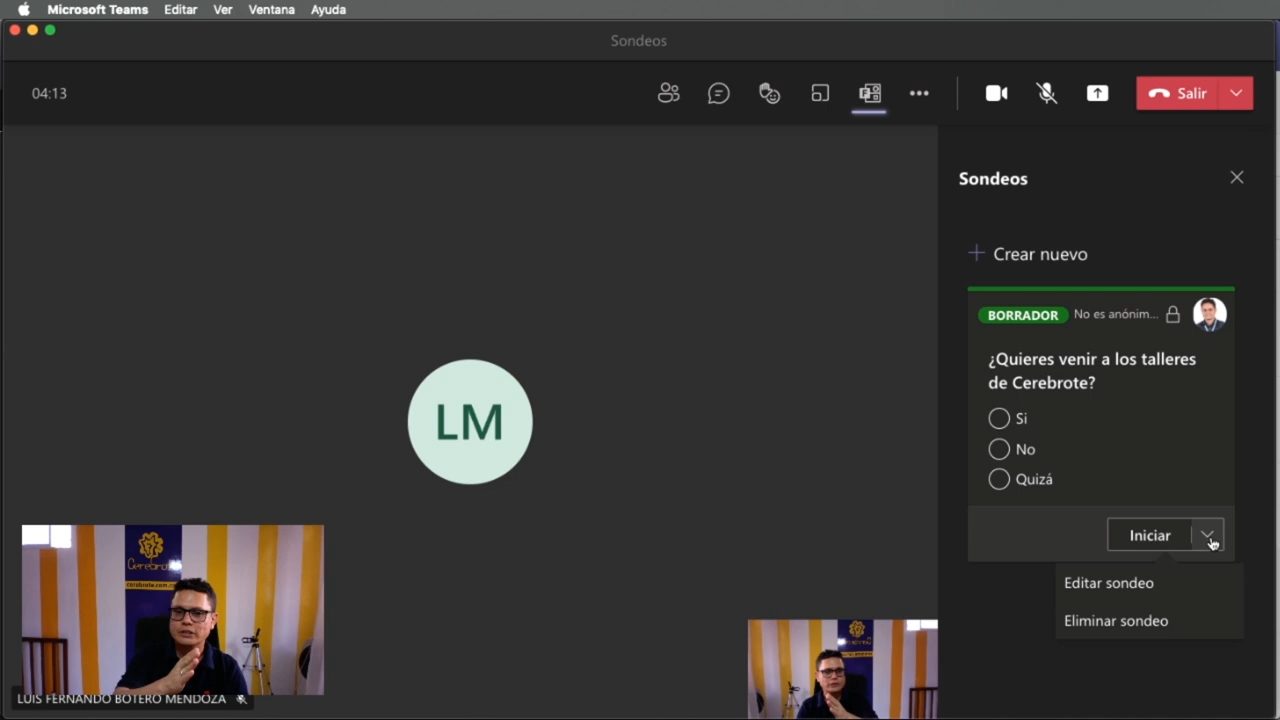 Microsoft Teams Editar Ver Ventana Ayuda
Sondeos
04:13
Salir
Sondeos
+ Crear nuevo
BORRADOR No es anónim...
¿Quieres venir a los talleres
de Cerebrote?
Si
No
Quizá
Iniciar
Editar sondeo
Eliminar sondeo
LM
LUIS FERNANDO BOTERO MENDOZA